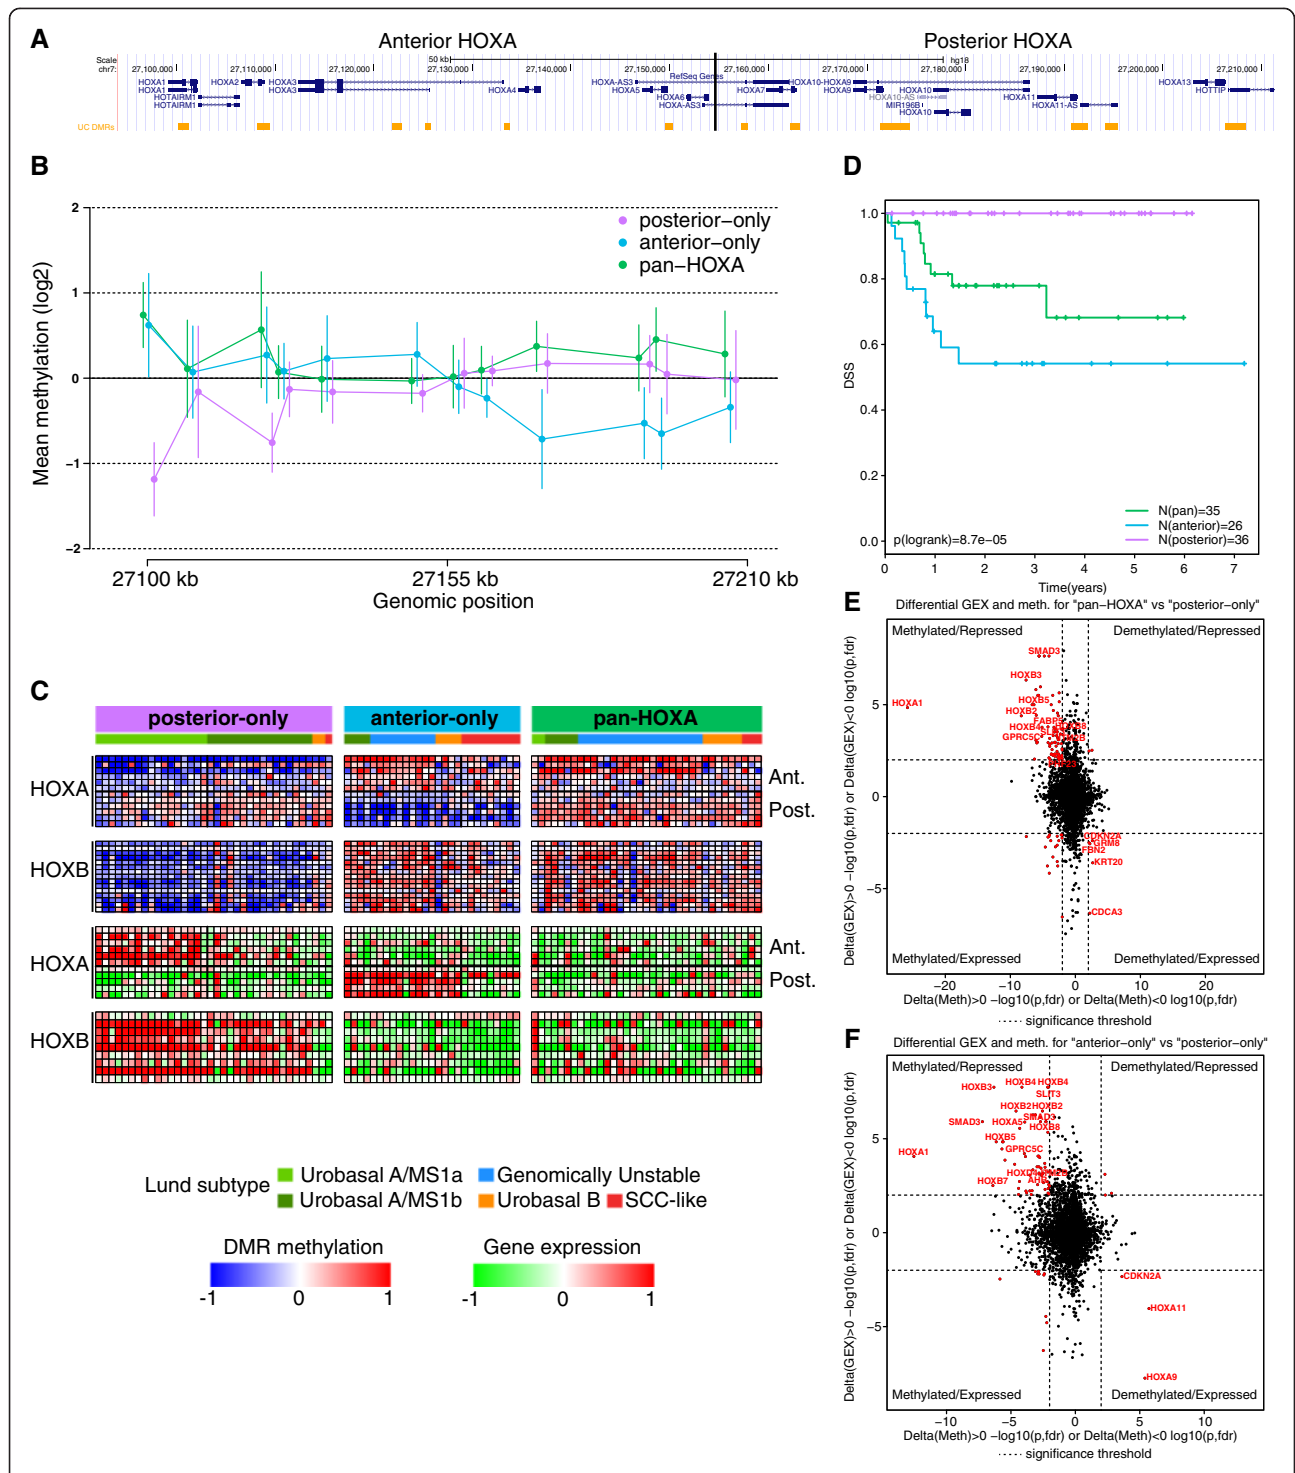 A
Anterior HOXA
Posterior HOXA
Scale
50 kb
hg18
chr7:
27,100,000
27,110,000
27,120,000
27,130,000
27,140,000
27,150,000
27,160,000
27,170,000
27,180,000
27,190,000
27,200,000
27,210,000
RefSeq Genes
HOXA1
HOXA2
HOXA3
HOXA-AS3
HOXA10-HOXA9
HOXA13
HOXA1
HOXA3
HOXA4
HOXA5
HOXA7
HOXA9
HOXA10
HOTTIP
HOTAIRM1
HOXA6
HOXA10-AS
HOXA11
HOTAIRM1
HOXA-AS3
MIR196B
HOXA11-AS
HOXA10
UC DMRs
B
Mean methylation (log2)
2
1
0
−1
−2
posterior−only
anterior−only
pan−HOXA
27100 kb
27155 kb
27210 kb
Genomic position
C
posterior-only
anterior-only
pan-HOXA
HOXA
Ant.
Post.
HOXB
HOXA
Ant.
Post.
HOXB
Lund subtype
Urobasal A/MS1a
Genomically Unstable
Urobasal A/MS1b
Urobasal B
SCC-like
DMR methylation
-1
0
1
Gene expression
-1
0
1
D
DSS
1.0
0.8
0.6
0.4
0.2
0.0
N(pan)=35
N(anterior)=26
N(posterior)=36
p(logrank)=8.7e−05
0
1
2
3
4
5
6
7
Time(years)
E
Differential GEX and meth. for "pan−HOXA" vs "posterior−only"
Methylated/Repressed
Demethylated/Repressed
SMAD3
HOXB3
HOXA1
HOXB5
HOXB2
HOXB4
GPRC5C
CDKN2A
GRM8
FBN2
KRT20
CDCA3
Methylated/Expressed
Demethylated/Expressed
5
0
−5
−20
−10
0
10
20
Delta(GEX)>0 −log10(p,fdr) or Delta(GEX)<0 log10(p,fdr)
Delta(Meth)>0 −log10(p,fdr) or Delta(Meth)<0 log10(p,fdr)
significance threshold
F
Differential GEX and meth. for "anterior−only" vs "posterior−only"
Methylated/Repressed
Demethylated/Repressed
HOXB3
HOXB4
HOXB4
SLIT3
HOXB2
HOXB2
SMAD3
HOXA5
SMAD3
HOXB8
HOXB5
HOXA1
GPRC5C
HOXB7
CDKN2A
HOXA11
HOXA9
Methylated/Expressed
Demethylated/Expressed
5
0
−5
−10
−5
0
5
10
Delta(GEX)>0 −log10(p,fdr) or Delta(GEX)<0 log10(p,fdr)
Delta(Meth)>0 −log10(p,fdr) or Delta(Meth)<0 log10(p,fdr)
significance threshold